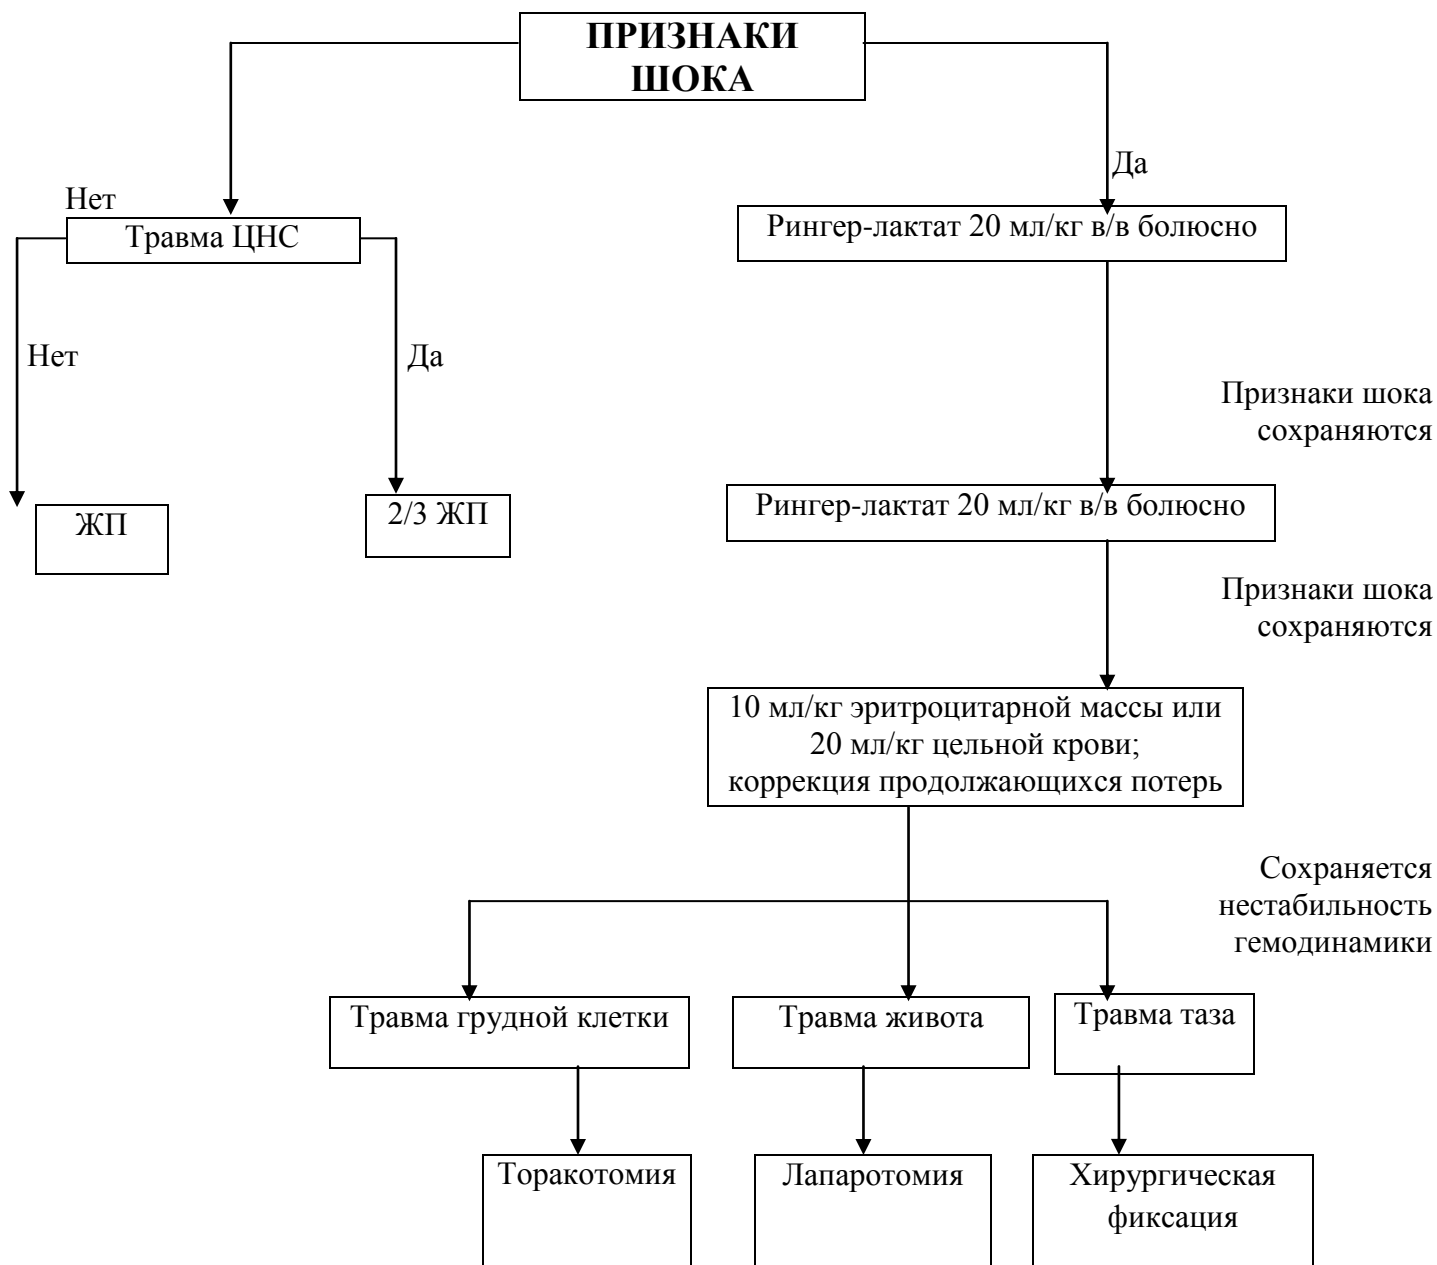 ПРИЗНАКИ
ШОКА
Да
Нет
Травма ЦНС
Рингер-лактат 20 мл/кг в/в болюсно
Нет
Да
Признаки шока
сохраняются
ЖП
2/3 ЖП
Рингер-лактат 20 мл/кг в/в болюсно
Признаки шока
сохраняются
10 мл/кг эритроцитарной массы или
20 мл/кг цельной крови;
коррекция продолжающихся потерь
Сохраняется
нестабильность
гемодинамики
Травма грудной клетки
Травма живота
Травма таза
Торакотомия
Лапаротомия
Хирургическая
фиксация